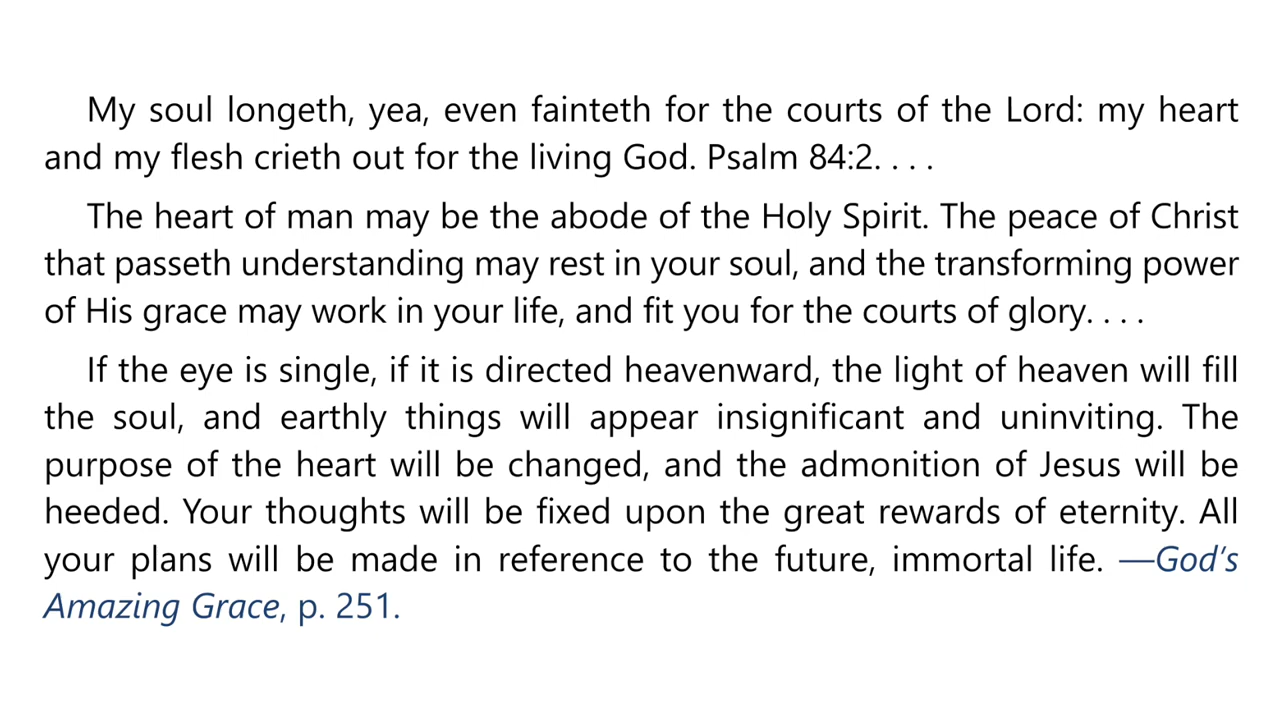 My soul longeth, yea, even fainteth for the courts of the Lord: my heart
and my flesh crieth out for the living God. Psalm 84:2. . . .
The heart of man may be the abode of the Holy Spirit. The peace of Christ
that passeth understanding may rest in your soul, and the transforming power
of His grace may work in your life, and fit you for the courts of glory. . . .
If the eye is single, if it is directed heavenward, the light of heaven will fill
the soul, and earthly things will appear insignificant and uninviting. The
purpose of the heart will be changed, and the admonition of Jesus will be
heeded. Your thoughts will be fixed upon the great rewards of eternity. All
your plans will be made in reference to the future, immortal life. —God’s
Amazing Grace, p. 251.